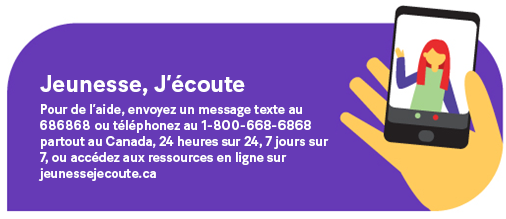 Jeunesse, J’écoute
Pour de l’aide, envoyez un message texte au
686868 ou téléphonez au 1-800-668-6868
partout au Canada, 24 heures sur 24, 7 jours sur
7, ou accédez aux ressources en ligne sur
jeunessejecoute.ca